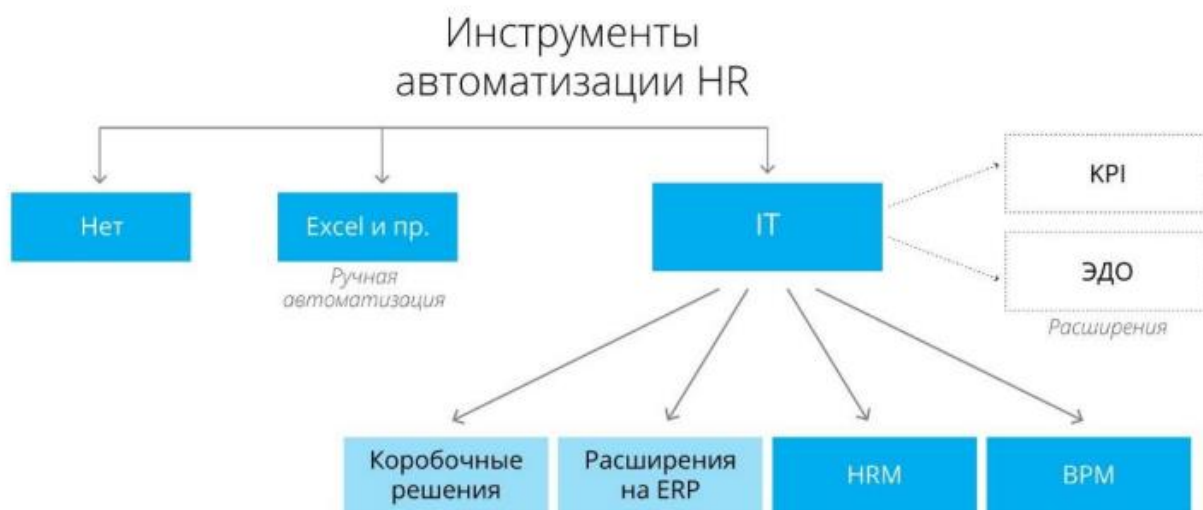 Инструменты
автоматизации HR
Нет
Excel и пр.
Ручная
автоматизация
IT
KPI
ЭДО
Расширения
Коробочные
решения
Расширения
на ERP
HRM
BPM